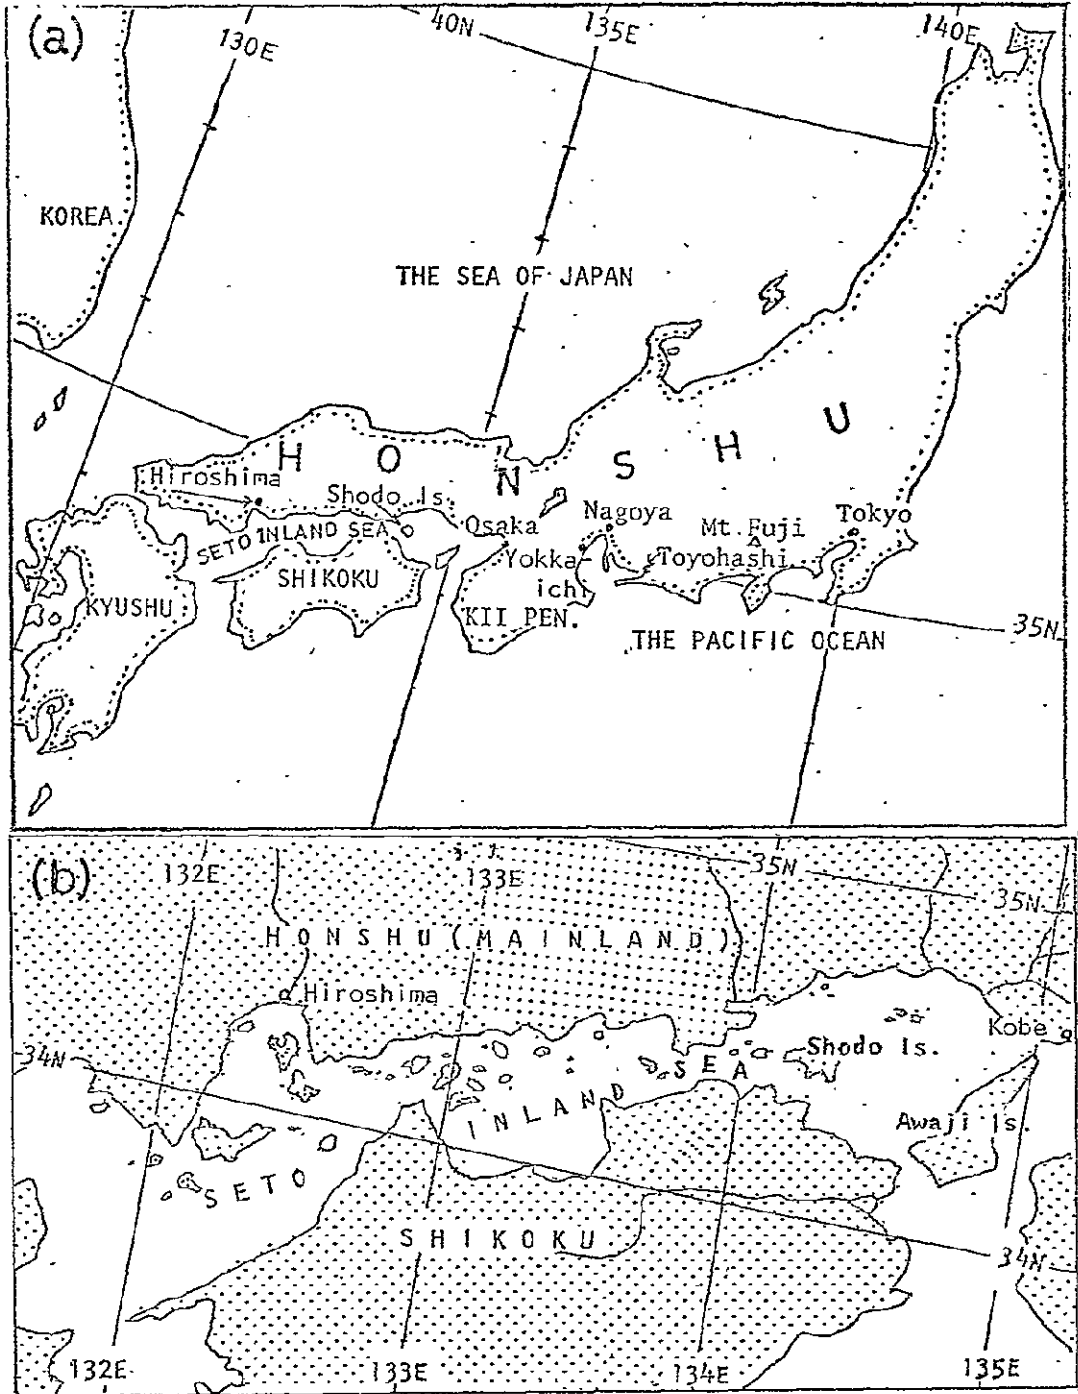 (a)
130E
40N
135E
140E
KOREA
THE SEA OF JAPAN
HONSHU
Hiroshima
Shodo Is.
SETO INLAND SEA
Osaka
Nagoya
Mt.Fuji
Tokyo
Yokka-
ichi
Toyohashi
SHIKOKU
KYUSHU
KII PEN.
THE PACIFIC OCEAN
35N
(b)
132E
133E
35N
35N
HONSHU(MAINLAND)
Hiroshima
Kobe
34N
Shodo Is.
SETO INLAND SEA
Awaji Is.
SHIKOKU
34N
132E
133E
134E
135E